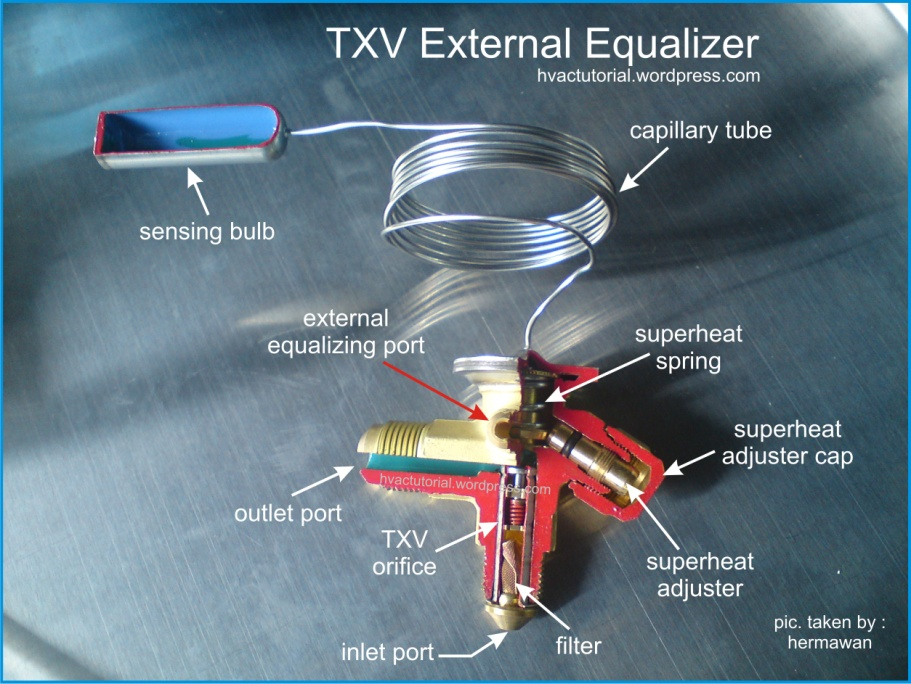 TXV External Equalizer
hvactutorial.wordpress.com
capillary tube
sensing bulb
external
equalizing port
superheat
spring
superheat
adjuster cap
hvactutorial.wordpress.com
outlet port
TXV
orifice
superheat
adjuster
filter
inlet port
pic. taken by :
hermawan